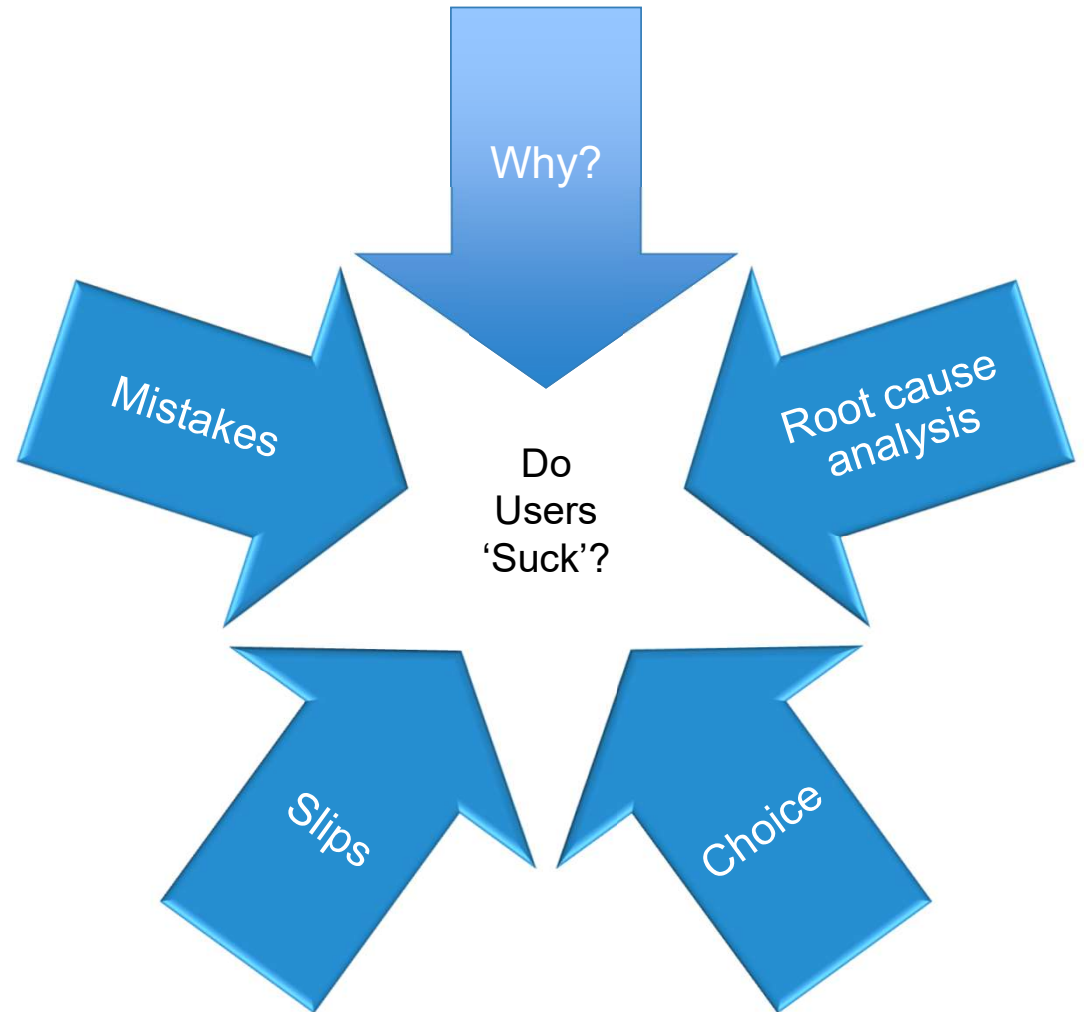 Why?
Mistakes
Root cause
analysis
Do
Users
‘Suck’?
Slips
Choice